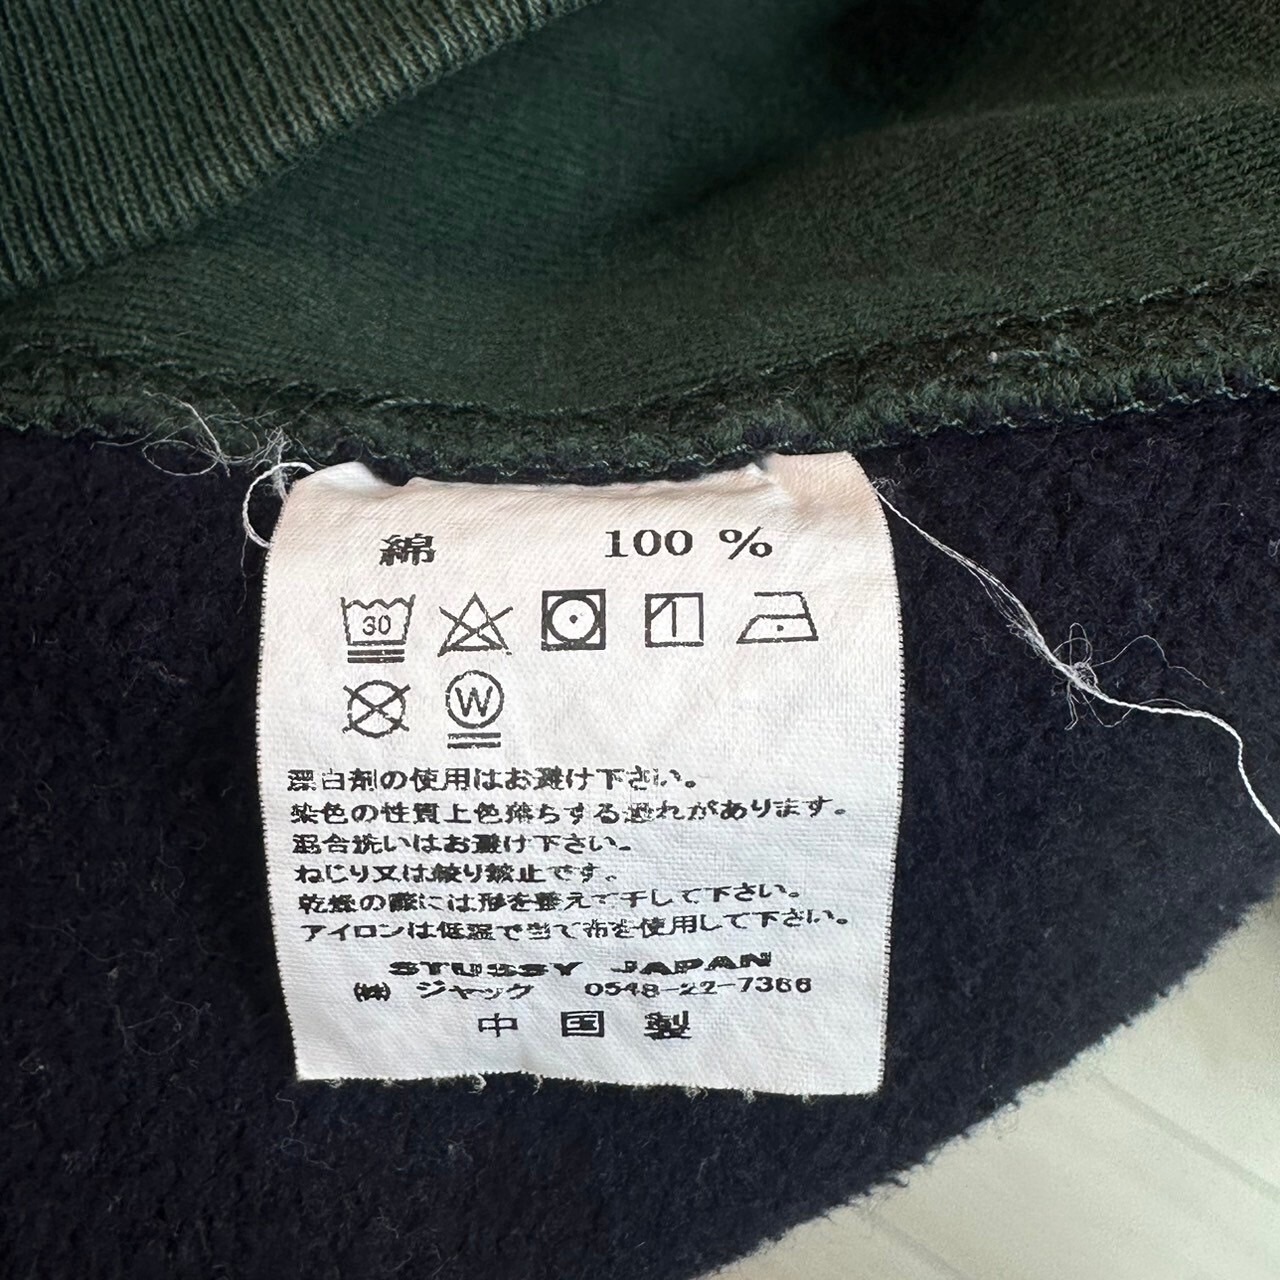 綿 100 %
30
W
漂白剤の使用はお避け下さい。
染色の性質上色落ちする恐れがあります。
混合洗いはお避け下さい。
ねじり又は絞り禁止です。
乾燥の際には形を整えて干して下さい。
アイロンは低温で当て布を使用して下さい。
STUSSY JAPAN
㈱ ジャック 0548-22-7366
中国製